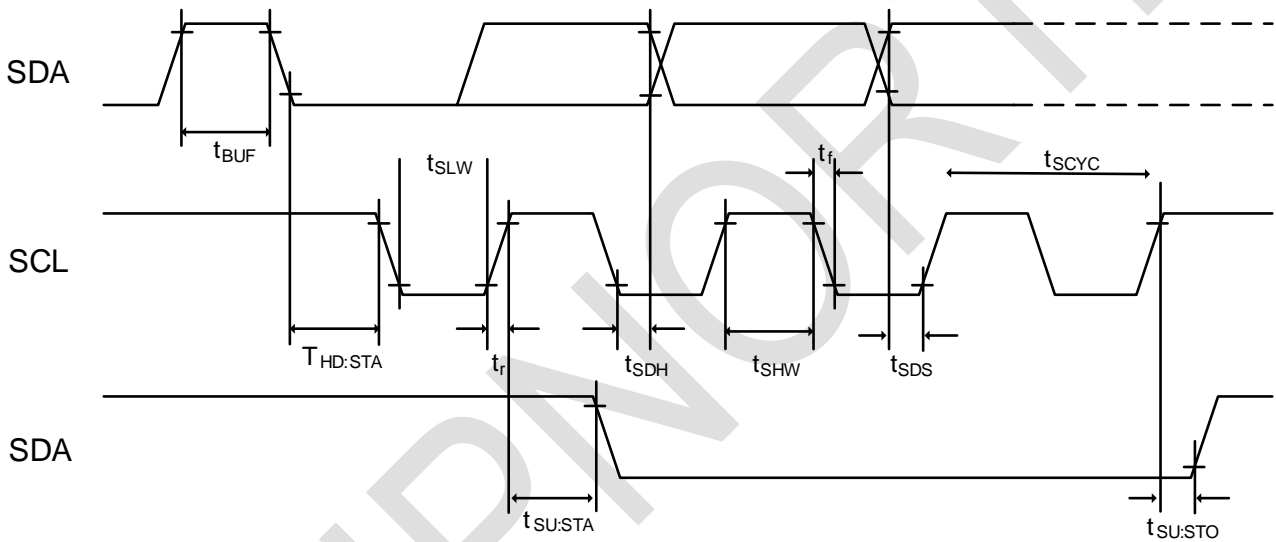 SDA
tBUF
tSLW
tf
tSCYC
SCL
THD:STA
tr
tSDH
tSHW
tSDS
SDA
tSU:STA
tSU:STO